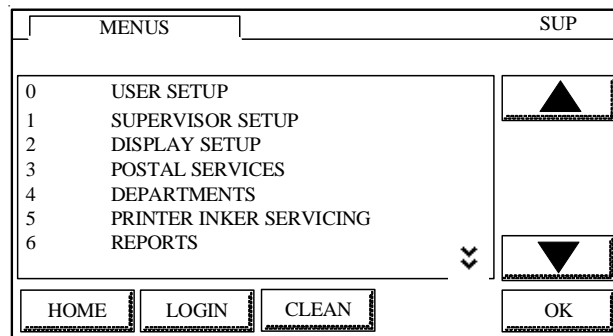 MENUS SUP
0 USER SETUP
1 SUPERVISOR SETUP
2 DISPLAY SETUP
3 POSTAL SERVICES
4 DEPARTMENTS
5 PRINTER INKER SERVICING
6 REPORTS
HOME LOGIN CLEAN OK